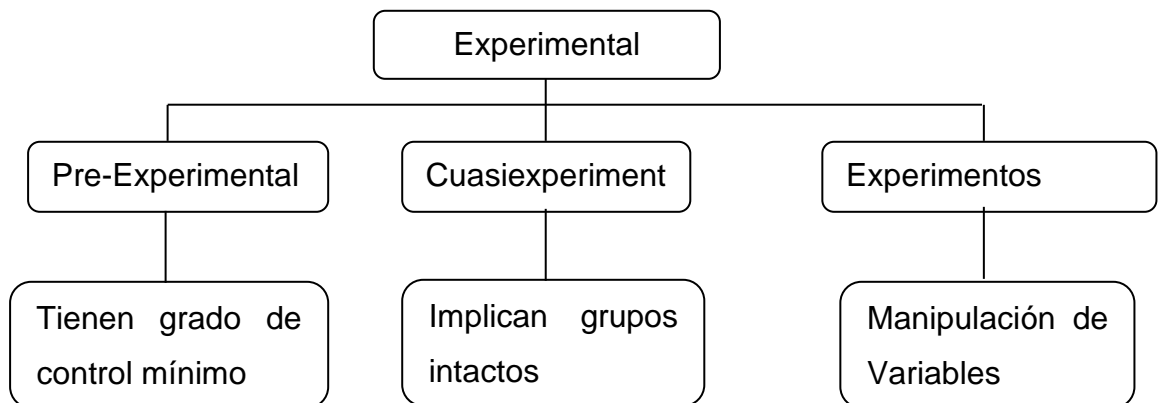 Experimental
Pre-Experimental
Cuasiexperiment
Experimentos
Tienen grado de
control mínimo
Implican grupos
intactos
Manipulación de
Variables